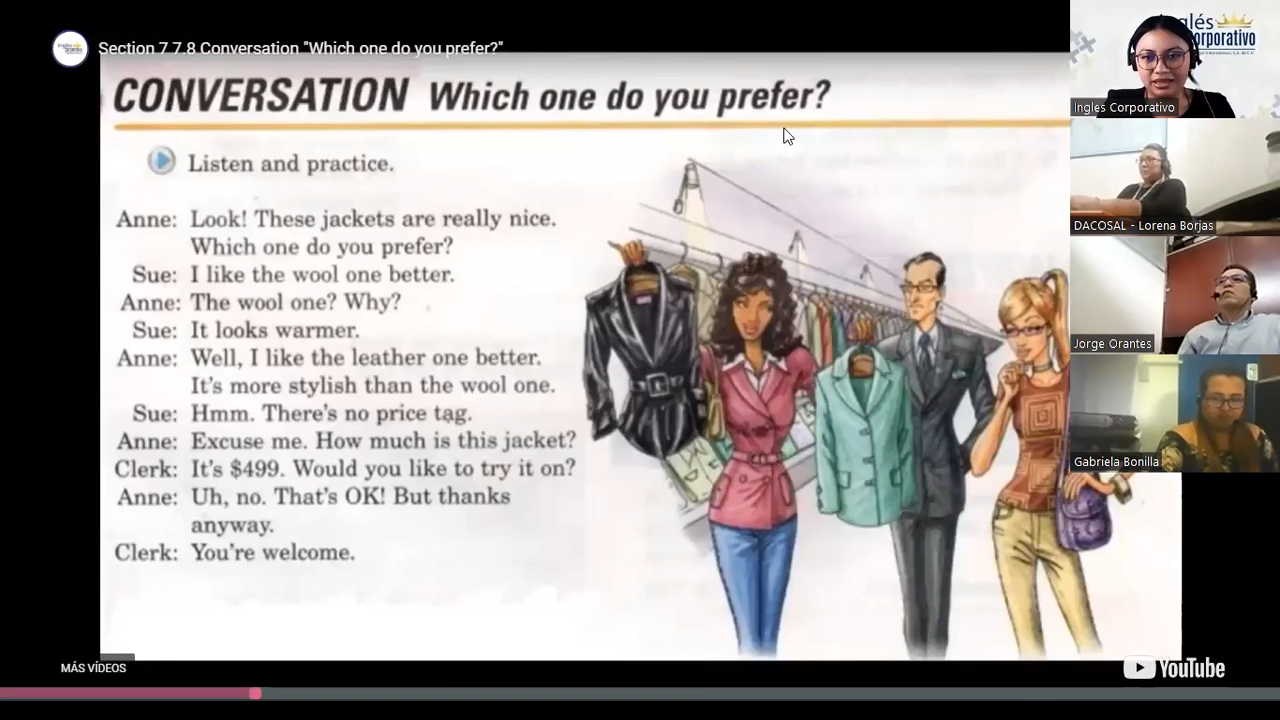 Section 7 7.8 Conversation "Which one do you prefer?"
CONVERSATION Which one do you prefer?
Listen and practice.
Anne: Look! These jackets are really nice.
Which one do you prefer?
Sue: I like the wool one better.
Anne: The wool one? Why?
Sue: It looks warmer.
Anne: Well, I like the leather one better.
It's more stylish than the wool one.
Sue: Hmm. There's no price tag.
Anne: Excuse me. How much is this jacket?
Clerk: It's $499. Would you like to try it on?
Anne: Uh, no. That's OK! But thanks
anyway.
Clerk: You're welcome.
MÁS VÍDEOS
YouTube
Ingles Corporativo
DACOSAL - Lorena Borjas
Jorge Orantes
Gabriela Bonilla